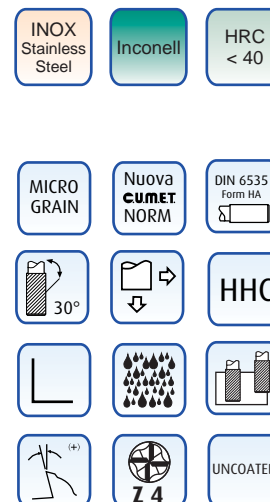 INOX
Stainless
Steel
Inconell
HRC
< 40
MICRO
GRAIN
Nuova
C.U.M.E.T.
NORM
DIN 6535
Form HA
30°
HHC
(+)
Z 4
UNCOATED